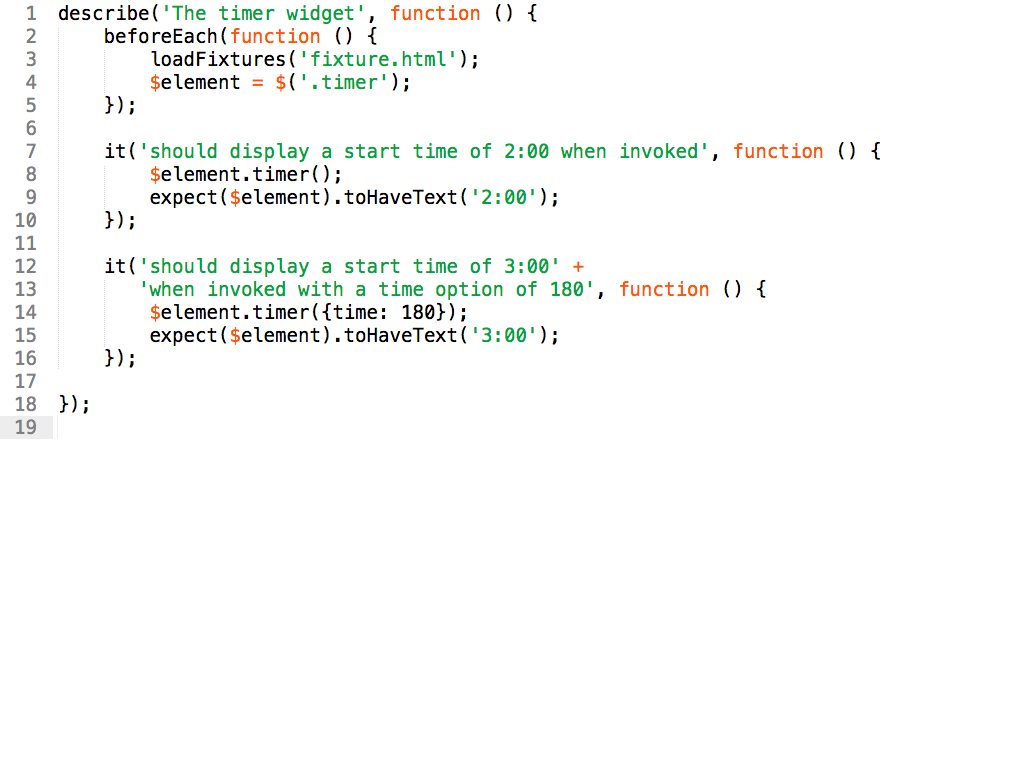 1 describe('The timer widget', function () {
2     beforeEach(function () {
3         loadFixtures('fixture.html');
4         $element = $('.timer');
5     });
6
7     it('should display a start time of 2:00 when invoked', function () {
8         $element.timer();
9         expect($element).toHaveText('2:00');
10     });
11
12     it('should display a start time of 3:00' +
13        'when invoked with a time option of 180', function () {
14         $element.timer({time: 180});
15         expect($element).toHaveText('3:00');
16     });
17
18 });
19